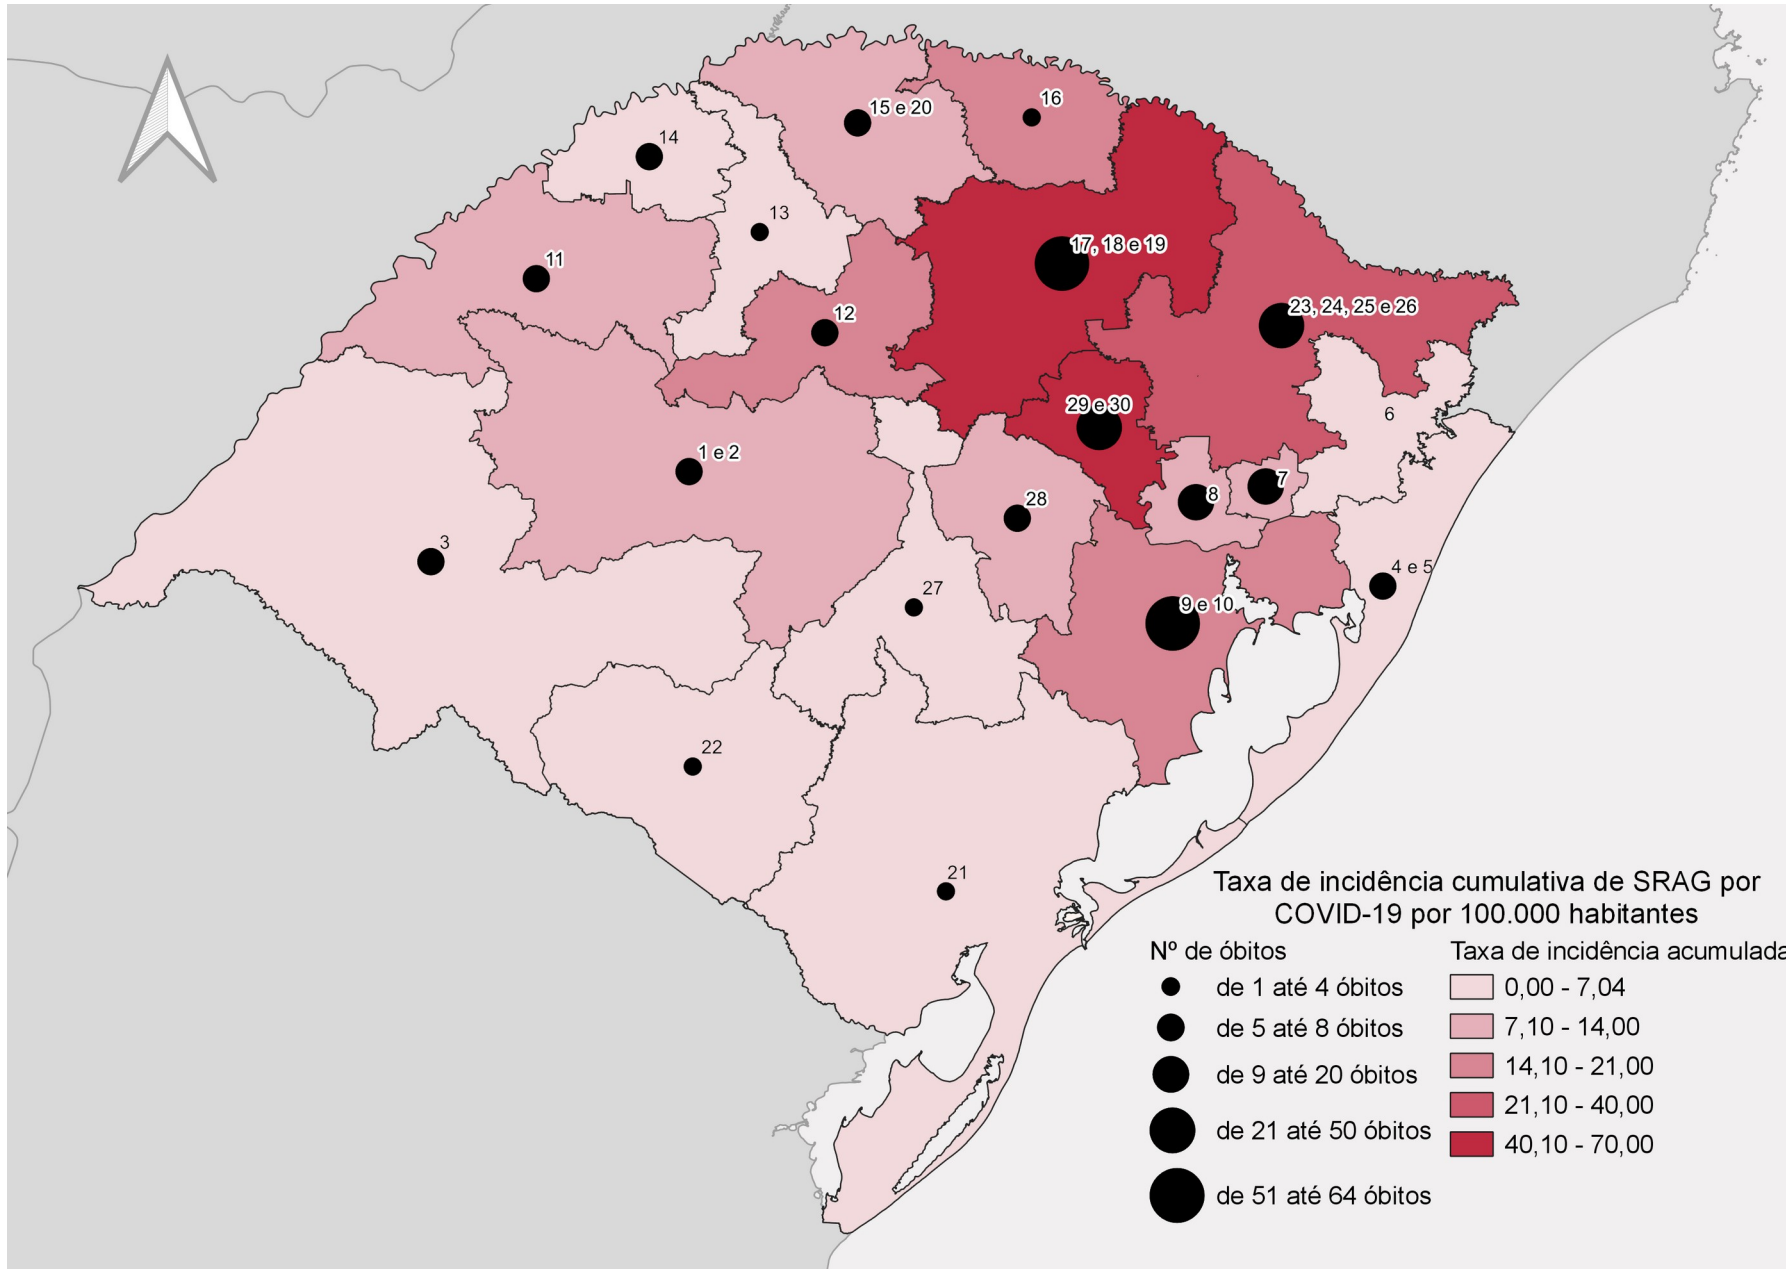 16
15 e 20
14
13
17, 18 e 19
11
23, 24, 25 e 26
12
29 e 30
6
1 e 2
7
8
28
3
4 e 5
27
9 e 10
22
21
Taxa de incidência cumulativa de SRAG por
COVID-19 por 100.000 habitantes
Nº de óbitos
de 1 até 4 óbitos
de 5 até 8 óbitos
de 9 até 20 óbitos
de 21 até 50 óbitos
de 51 até 64 óbitos
Taxa de incidência acumulada
0,00 - 7,04
7,10 - 14,00
14,10 - 21,00
21,10 - 40,00
40,10 - 70,00